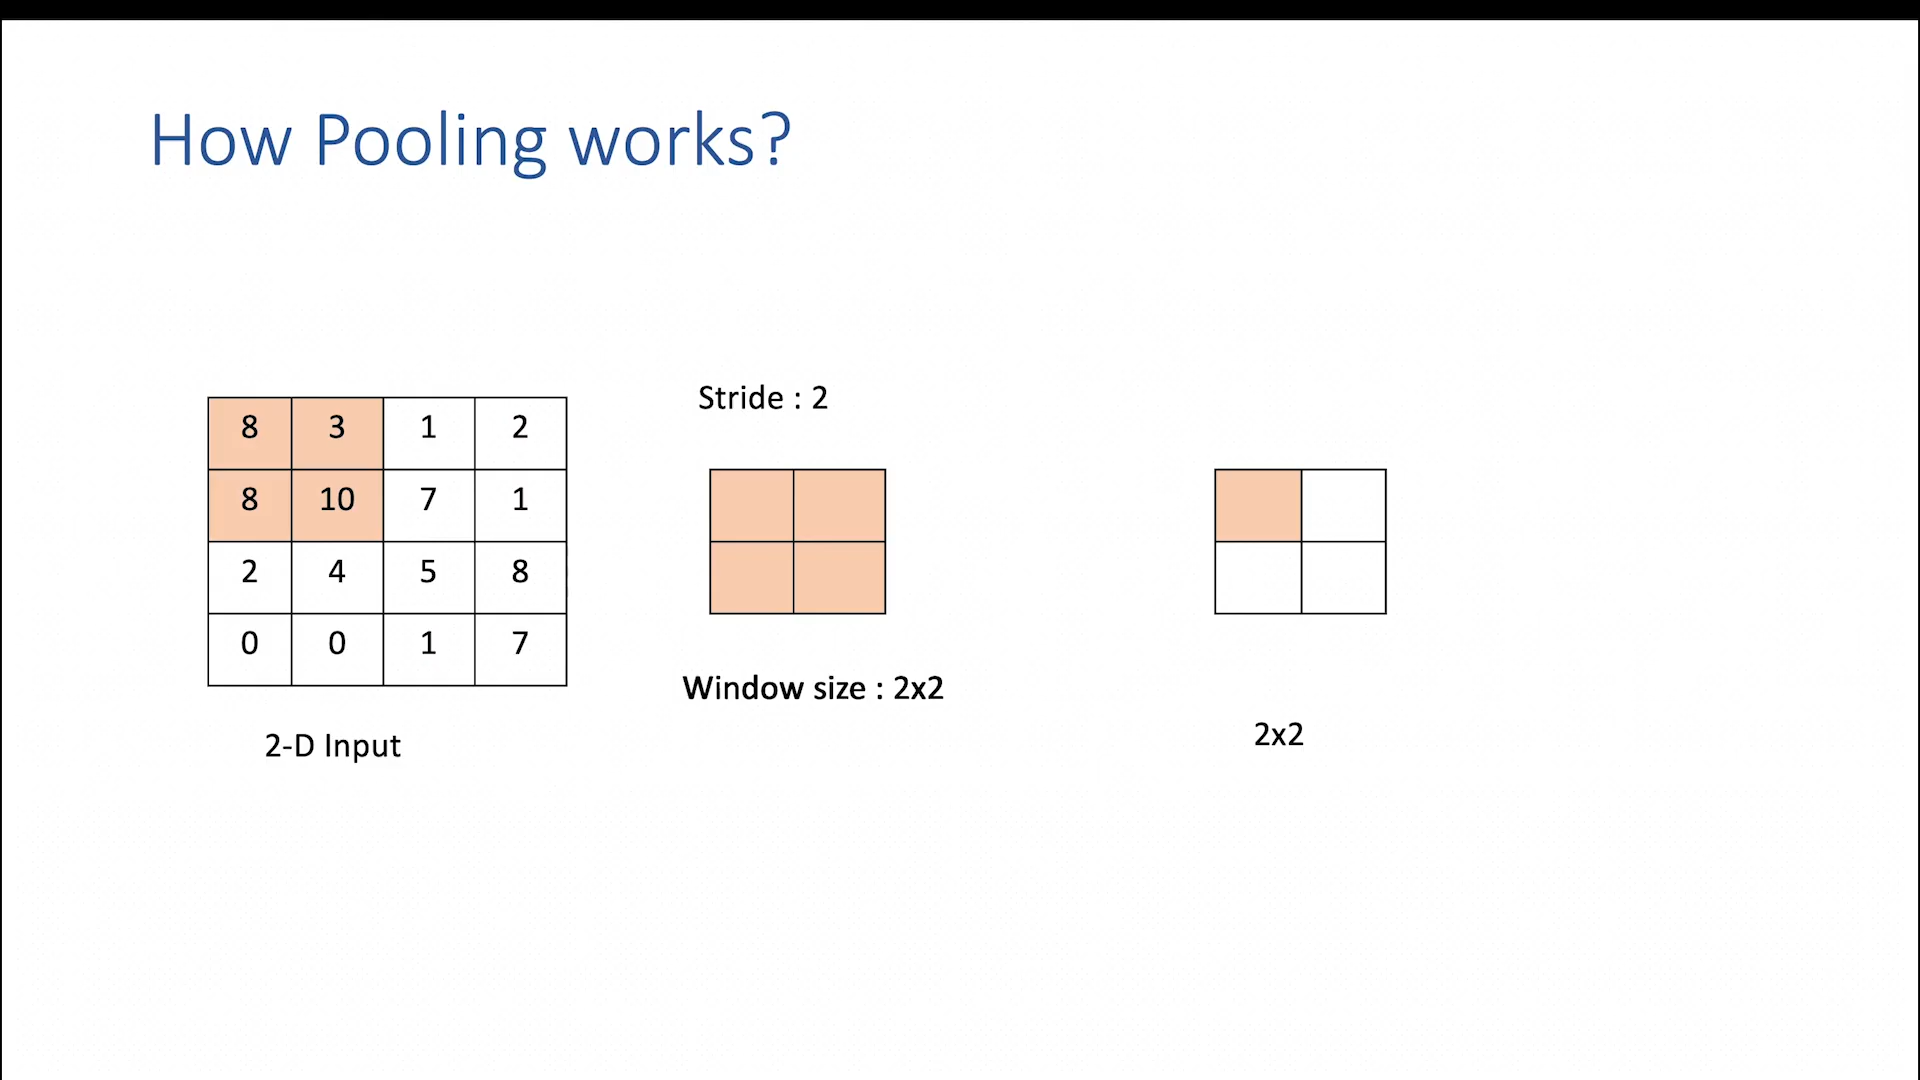 How Pooling works?
Stride : 2
8 3 1 2
8 10 7 1
2 4 5 8
0 0 1 7
Window size : 2x2
2-D Input
2x2